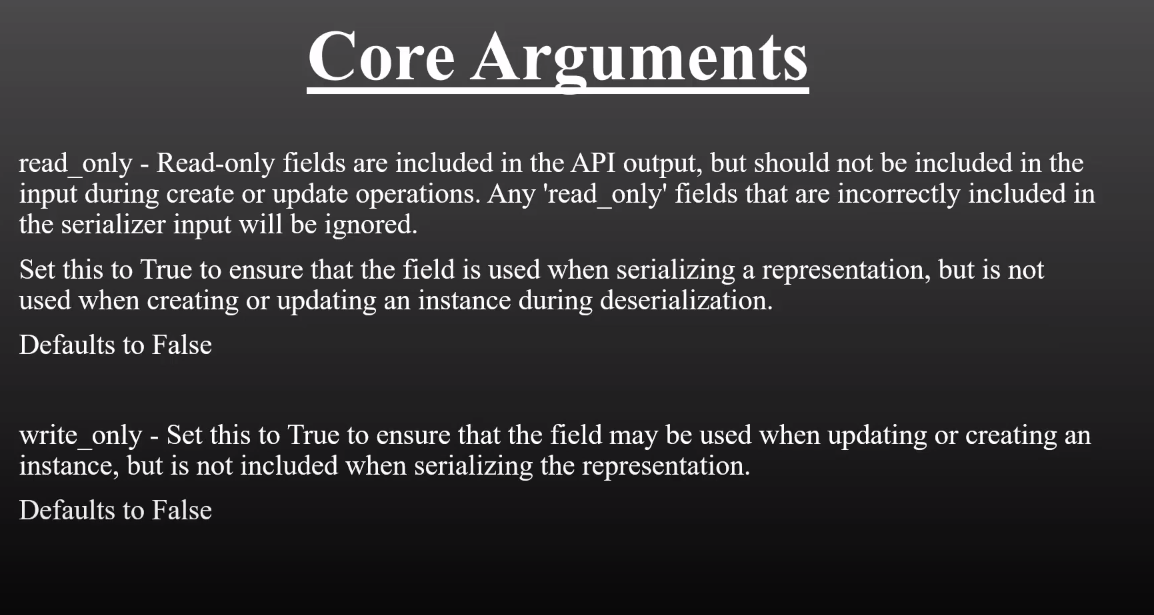 Core Arguments
read_only - Read-only fields are included in the API output, but should not be included in the
input during create or update operations. Any 'read_only' fields that are incorrectly included in
the serializer input will be ignored.
Set this to True to ensure that the field is used when serializing a representation, but is not
used when creating or updating an instance during deserialization.
Defaults to False
write_only - Set this to True to ensure that the field may be used when updating or creating an
instance, but is not included when serializing the representation.
Defaults to False